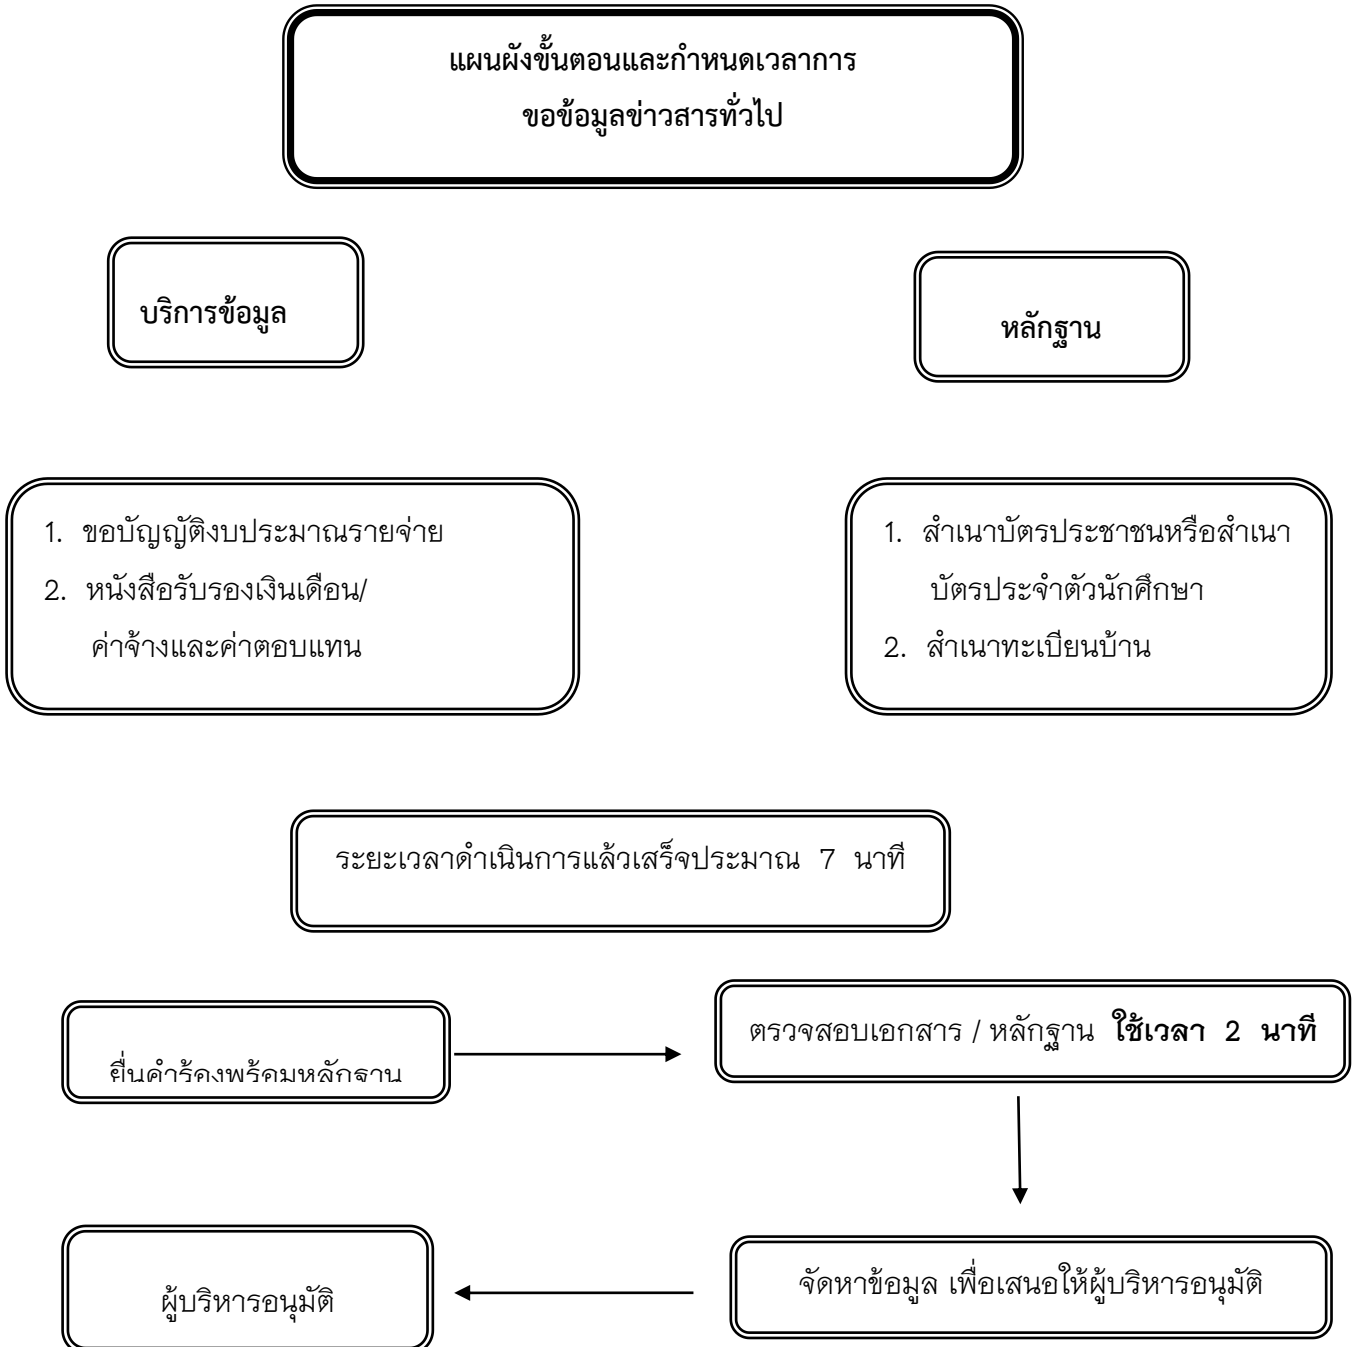 แผนผังขั้นตอนและกำหนดเวลาการ
ขอข้อมูลข่าวสารทั่วไป
บริการข้อมูล
หลักฐาน
1. ขอบัญญัติงบประมาณรายจ่าย
2. หนังสือรับรองเงินเดือน/
ค่าจ้างและค่าตอบแทน
1. สำเนาบัตรประชาชนหรือสำเนา
บัตรประจำตัวนักศึกษา
2. สำเนาทะเบียนบ้าน
ระยะเวลาดำเนินการแล้วเสร็จประมาณ 7 นาที
ยื่นคำร้องพร้อมหลักฐาน
ตรวจสอบเอกสาร / หลักฐาน ใช้เวลา 2 นาที
ผู้บริหารอนุมัติ
จัดหาข้อมูล เพื่อเสนอให้ผู้บริหารอนุมัติ